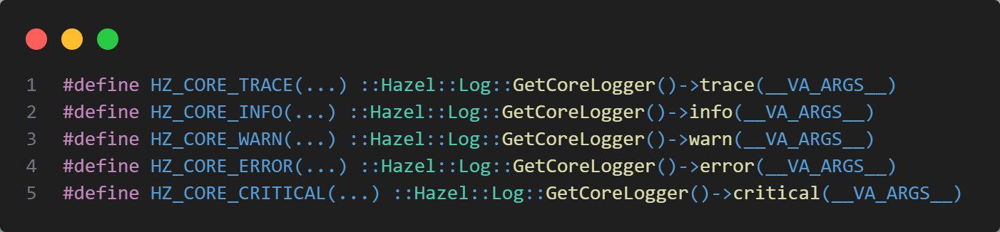 1 #define HZ_CORE_TRACE(...) ::Hazel::Log::GetCoreLogger()->trace(__VA_ARGS__)
2 #define HZ_CORE_INFO(...) ::Hazel::Log::GetCoreLogger()->info(__VA_ARGS__)
3 #define HZ_CORE_WARN(...) ::Hazel::Log::GetCoreLogger()->warn(__VA_ARGS__)
4 #define HZ_CORE_ERROR(...) ::Hazel::Log::GetCoreLogger()->error(__VA_ARGS__)
5 #define HZ_CORE_CRITICAL(...) ::Hazel::Log::GetCoreLogger()->critical(__VA_ARGS__)